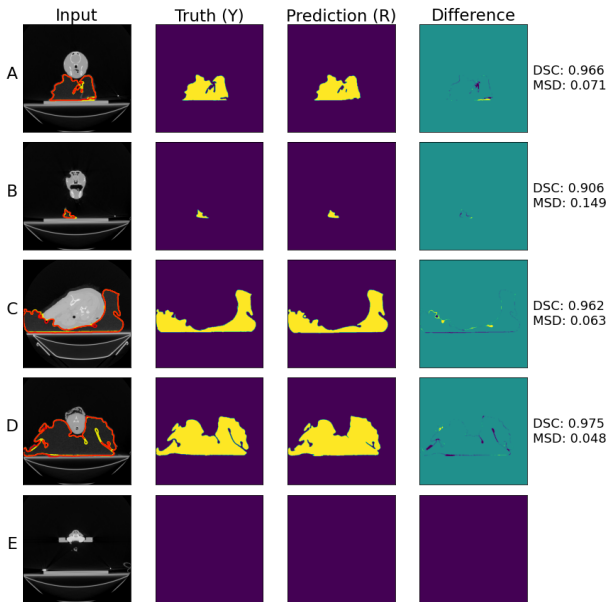 Input Truth (Y) Prediction (R) Difference
A
DSC: 0.966
MSD: 0.071
B
DSC: 0.906
MSD: 0.149
C
DSC: 0.962
MSD: 0.063
D
DSC: 0.975
MSD: 0.048
E